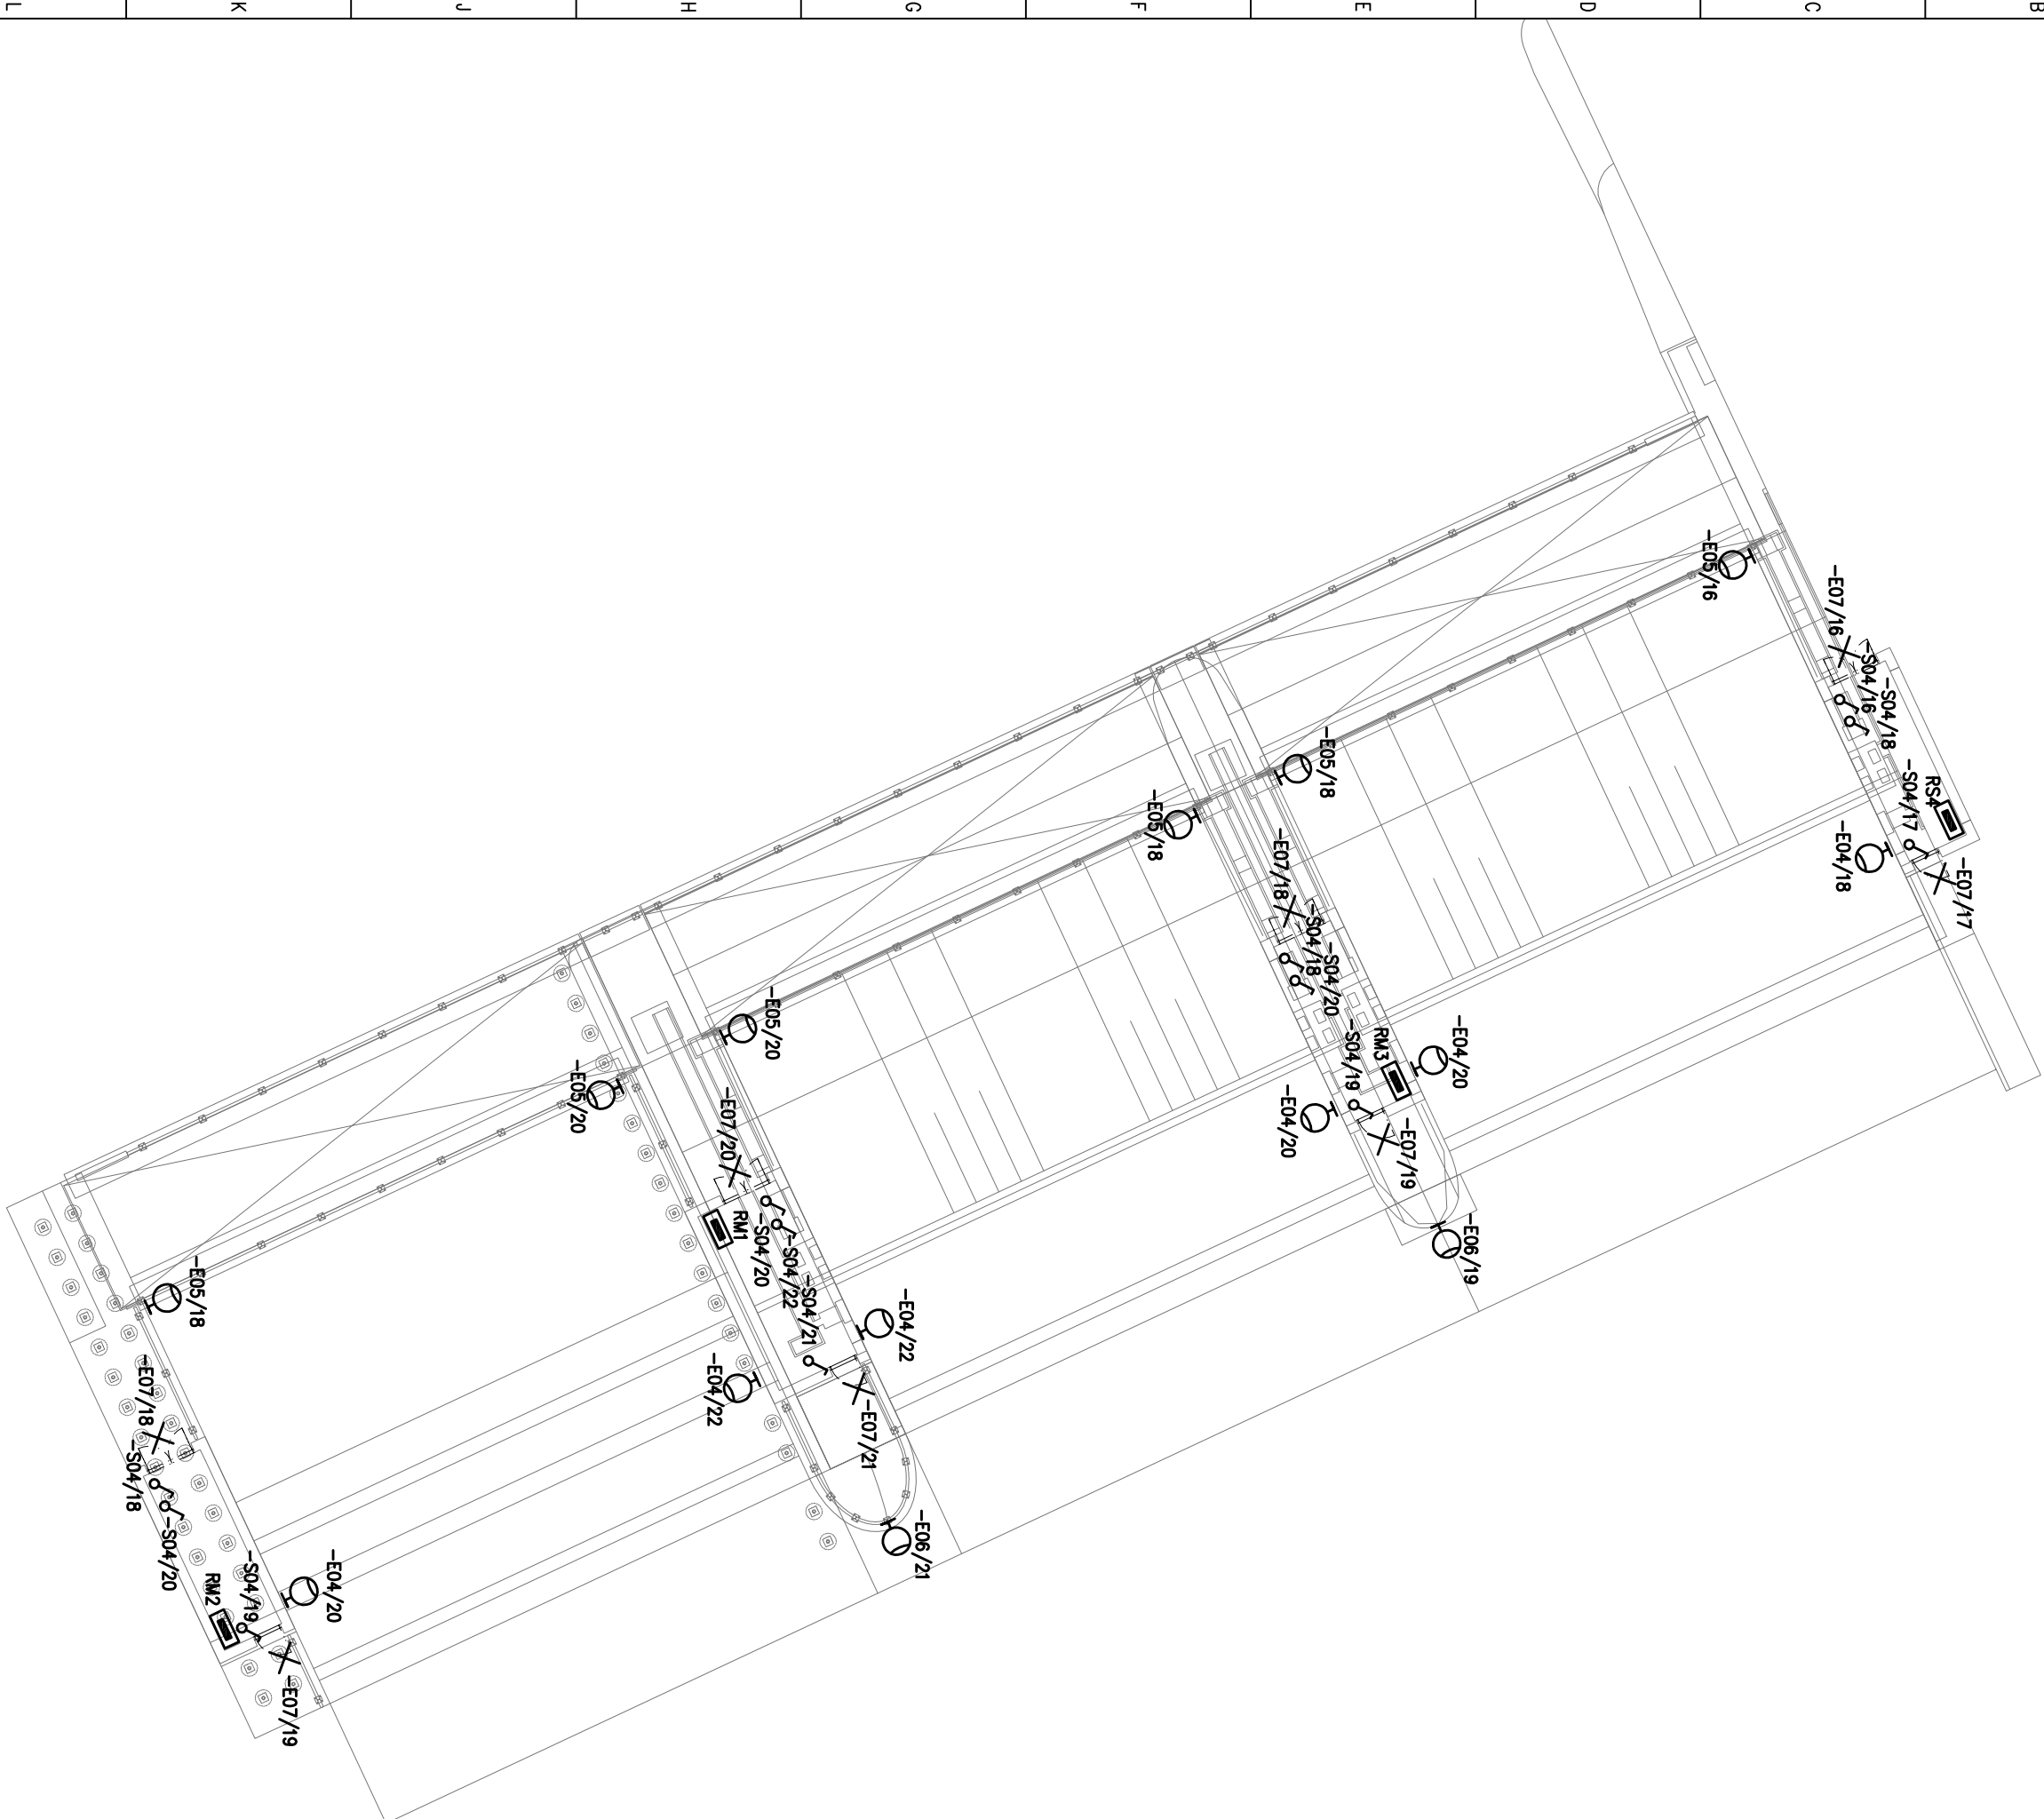 L
K
J
H
G
F
E
D
C
B
-E05/16
-E07/16
-S04/16
-S04/18
-S04/17
RS4
-E04/18
-E07/17
-E05/18
-E05/18
-E07/18
-S04/18
-S04/20
-S04/19
RM3
-E04/20
-E04/20
-E07/19
-E06/19
-E05/20
-E05/20
-E07/20
RM1
-S04/20
-S04/22
-S04/21
-E04/22
-E04/22
-E07/21
-E06/21
-E05/18
-E07/18
-S04/18
-S04/20
-S04/19
RM2
-E04/20
-E07/19